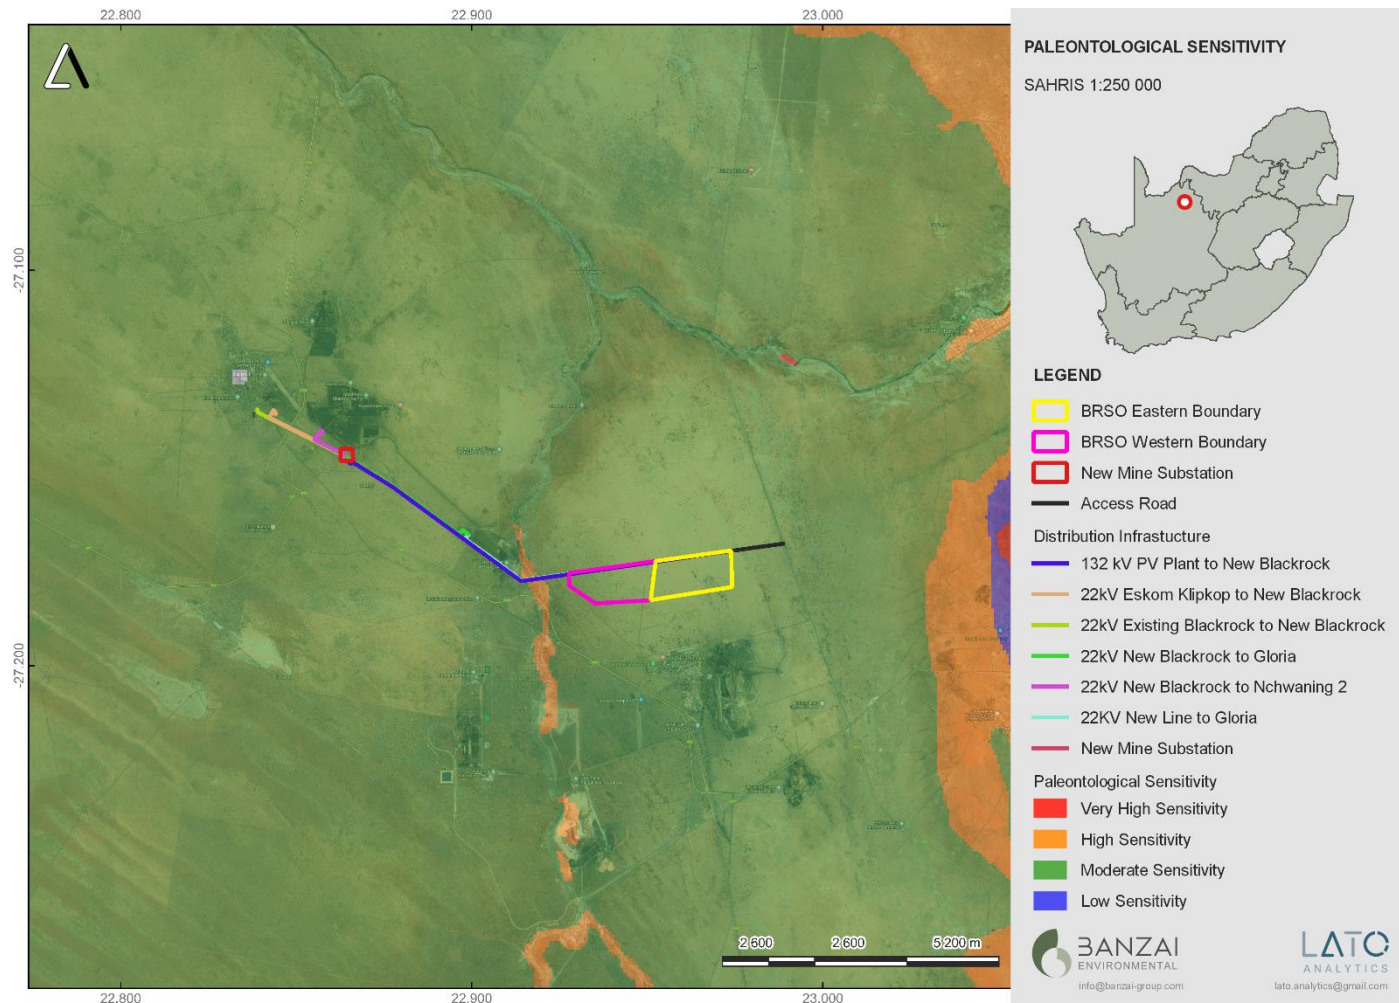 22.800
22.900
23.000
-27.100
-27.200
2 600
2 600
5 200 m
22.800
22.900
23.000
PALEONTOLOGICAL SENSITIVITY
SAHRIS 1:250 000
LEGEND
BRSO Eastern Boundary
BRSO Western Boundary
New Mine Substation
Access Road
Distribution Infrastucture
132 kV PV Plant to New Blackrock
22kV Eskom Klipkop to New Blackrock
22kV Existing Blackrock to New Blackrock
22kV New Blackrock to Gloria
22kV New Blackrock to Nchwaning 2
22KV New Line to Gloria
New Mine Substation
Paleontological Sensitivity
Very High Sensitivity
High Sensitivity
Moderate Sensitivity
Low Sensitivity
BANZAI
ENVIRONMENTAL
info@banzai-group.com
LATO
ANALYTICS
lato.analytics@gmail.com